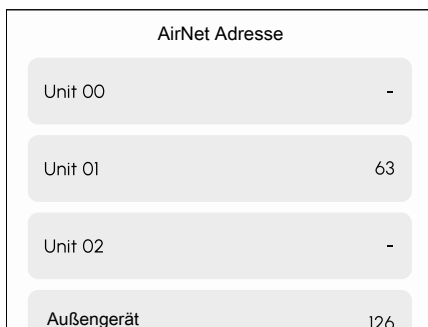 AirNet Adresse
Unit 00 -
Unit 01 63
Unit 02 -
Außengerät 126